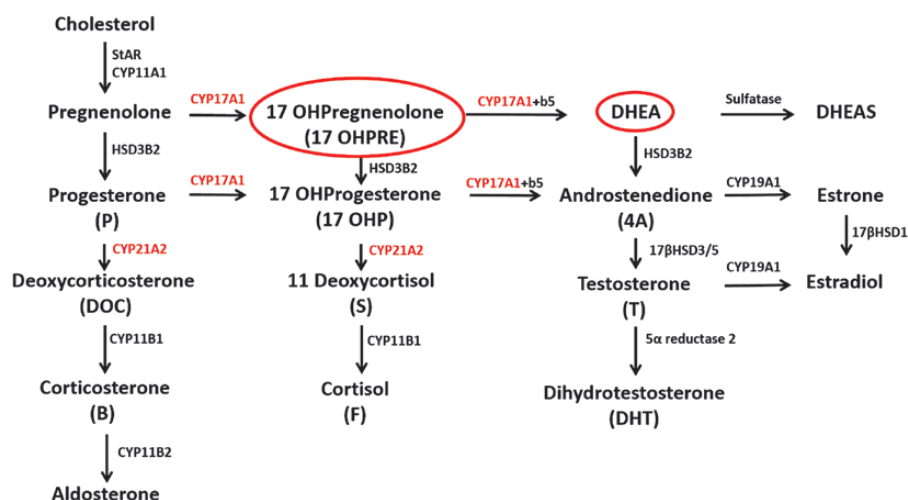 Cholesterol
StAR
CYP11A1
Pregnenolone
CYP17A1
17 OHPregnenolone
(17 OHPRE)
CYP17A1+b5
DHEA
Sulfatase
DHEAS
HSD3B2
HSD3B2
HSD3B2
Progesterone
(P)
CYP17A1
17 OHProgesterone
(17 OHP)
CYP17A1+b5
Androstenedione
(4A)
CYP19A1
Estrone
CYP21A2
CYP21A2
17βHSD3/5
17βHSD1
Deoxycorticosterone
(DOC)
11 Deoxycortisol
(S)
Testosterone
(T)
CYP19A1
Estradiol
CYP11B1
CYP11B1
5α reductase 2
Corticosterone
(B)
Cortisol
(F)
Dihydrotestosterone
(DHT)
CYP11B2
Aldosterone